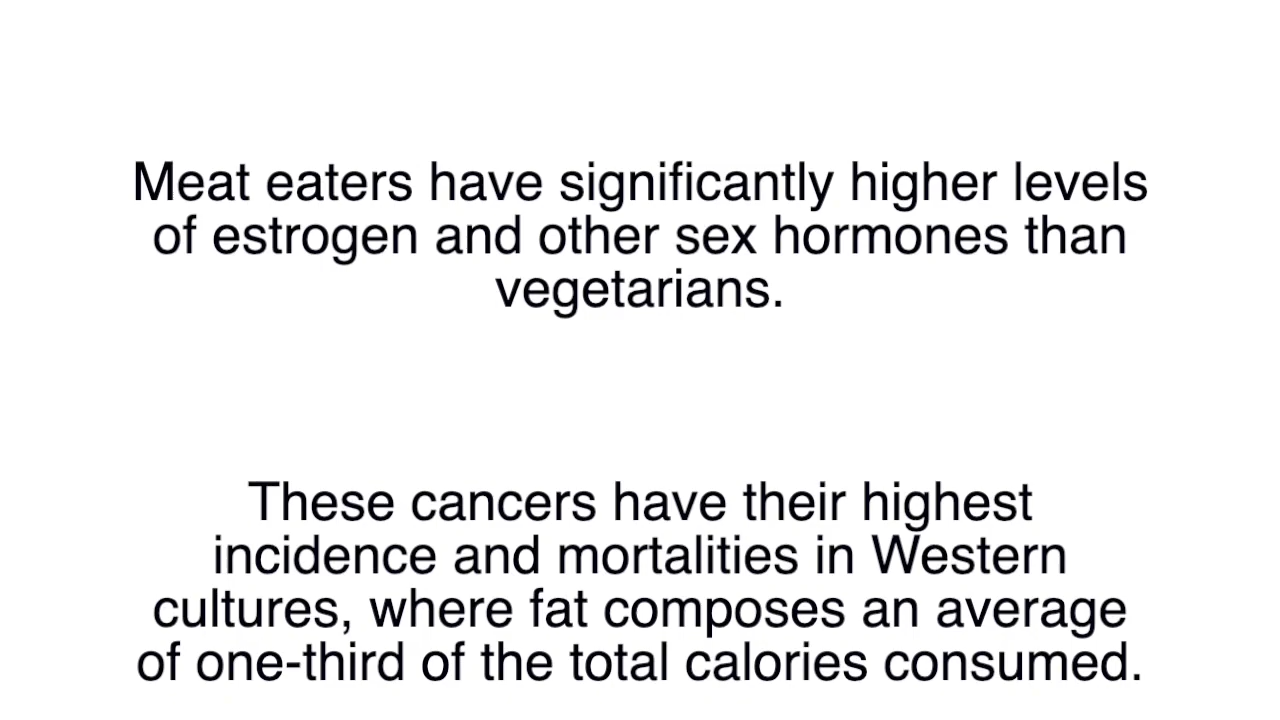 Meat eaters have significantly higher levels
of estrogen and other sex hormones than
vegetarians.
These cancers have their highest
incidence and mortalities in Western
cultures, where fat composes an average
of one-third of the total calories consumed.